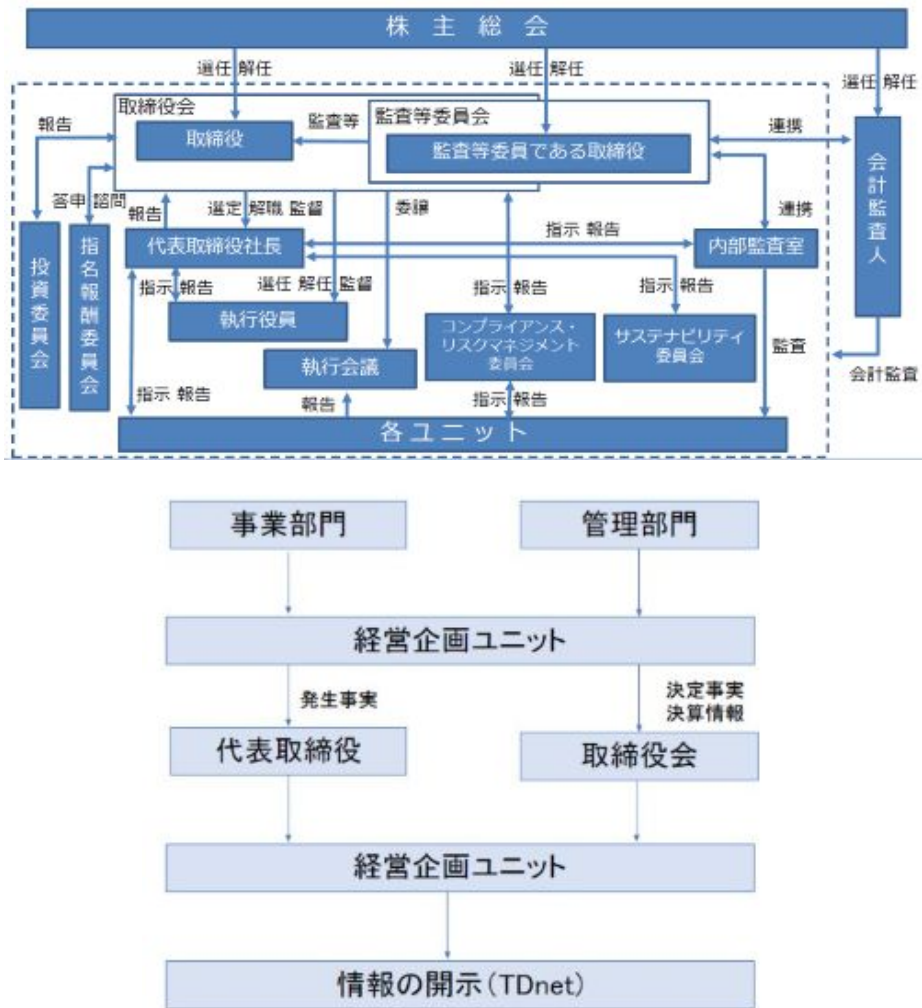 株主総会
選任 解任
選任 解任
選任 解任
取締役会
監査等委員会
報告
取締役
監査等
監査等委員である取締役
連携
会計監査人
答申 諮問
報告
選定 解職 監督
委譲
連携
投資委員会
指名報酬委員会
代表取締役社長
指示 報告
内部監査室
指示 報告
選任 解任 監督
指示 報告
指示 報告
執行役員
コンプライアンス・
リスクマネジメント
委員会
サステナビリティ
委員会
監査
執行会議
会計監査
指示 報告
報告
指示 報告
各ユニット
事業部門
管理部門
経営企画ユニット
発生事実
決定事実
決算情報
代表取締役
取締役会
経営企画ユニット
情報の開示(TDnet)